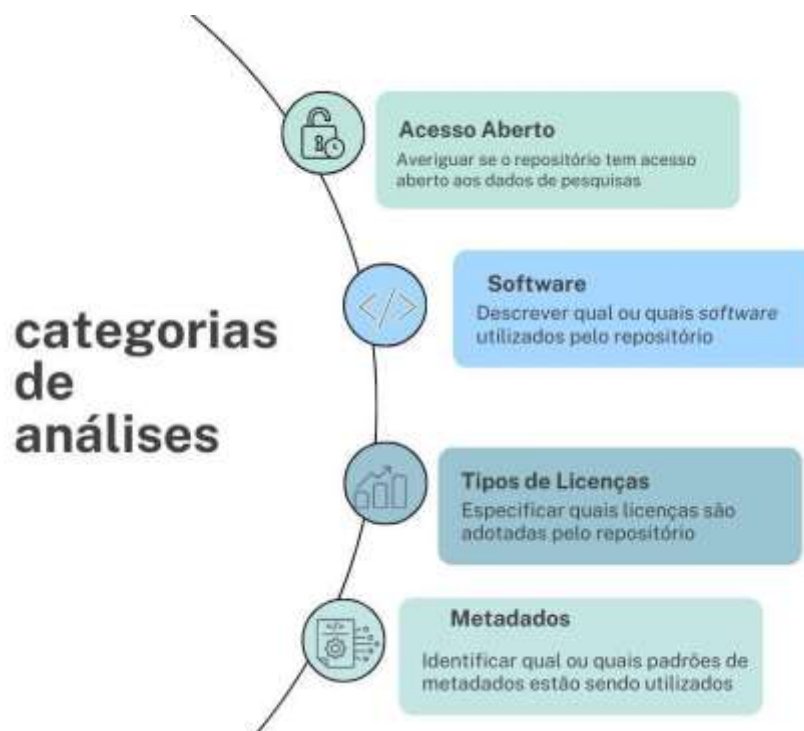 categorias
de
análises
Acesso Aberto
Averiguar se o repositório tem acesso
aberto aos dados de pesquisas
Software
Descrever qual ou quais software
utilizados pelo repositório
Tipos de Licenças
Especificar quais licenças são
adotadas pelo repositório
Metadados
Identificar qual ou quais padrões de
metadados estão sendo utilizados